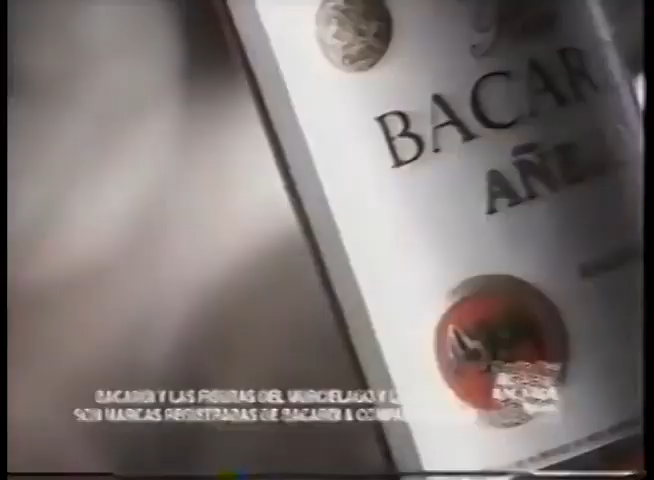 BACAR
AÑE
BACARDI Y LAS FIGURAS DEL MURCIELAGO Y L
SON MARCAS REGISTRADAS DE BACARDI & COMPA